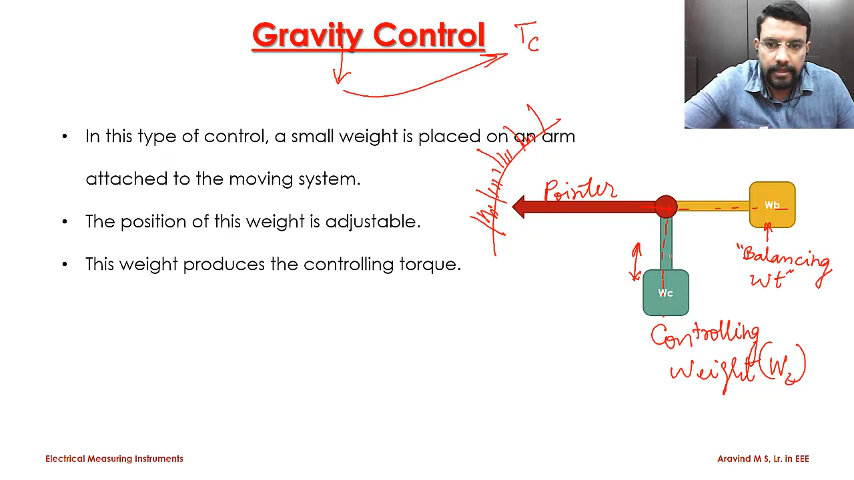 Gravity Control
Tc
• In this type of control, a small weight is placed on an arm
attached to the moving system.
• The position of this weight is adjustable.
• This weight produces the controlling torque.
Pointer
Wb
"Balancing
Wt"
Wc
Controlling
Weight (Wc)
Electrical Measuring Instruments
Aravind M S, Lr. in EEE